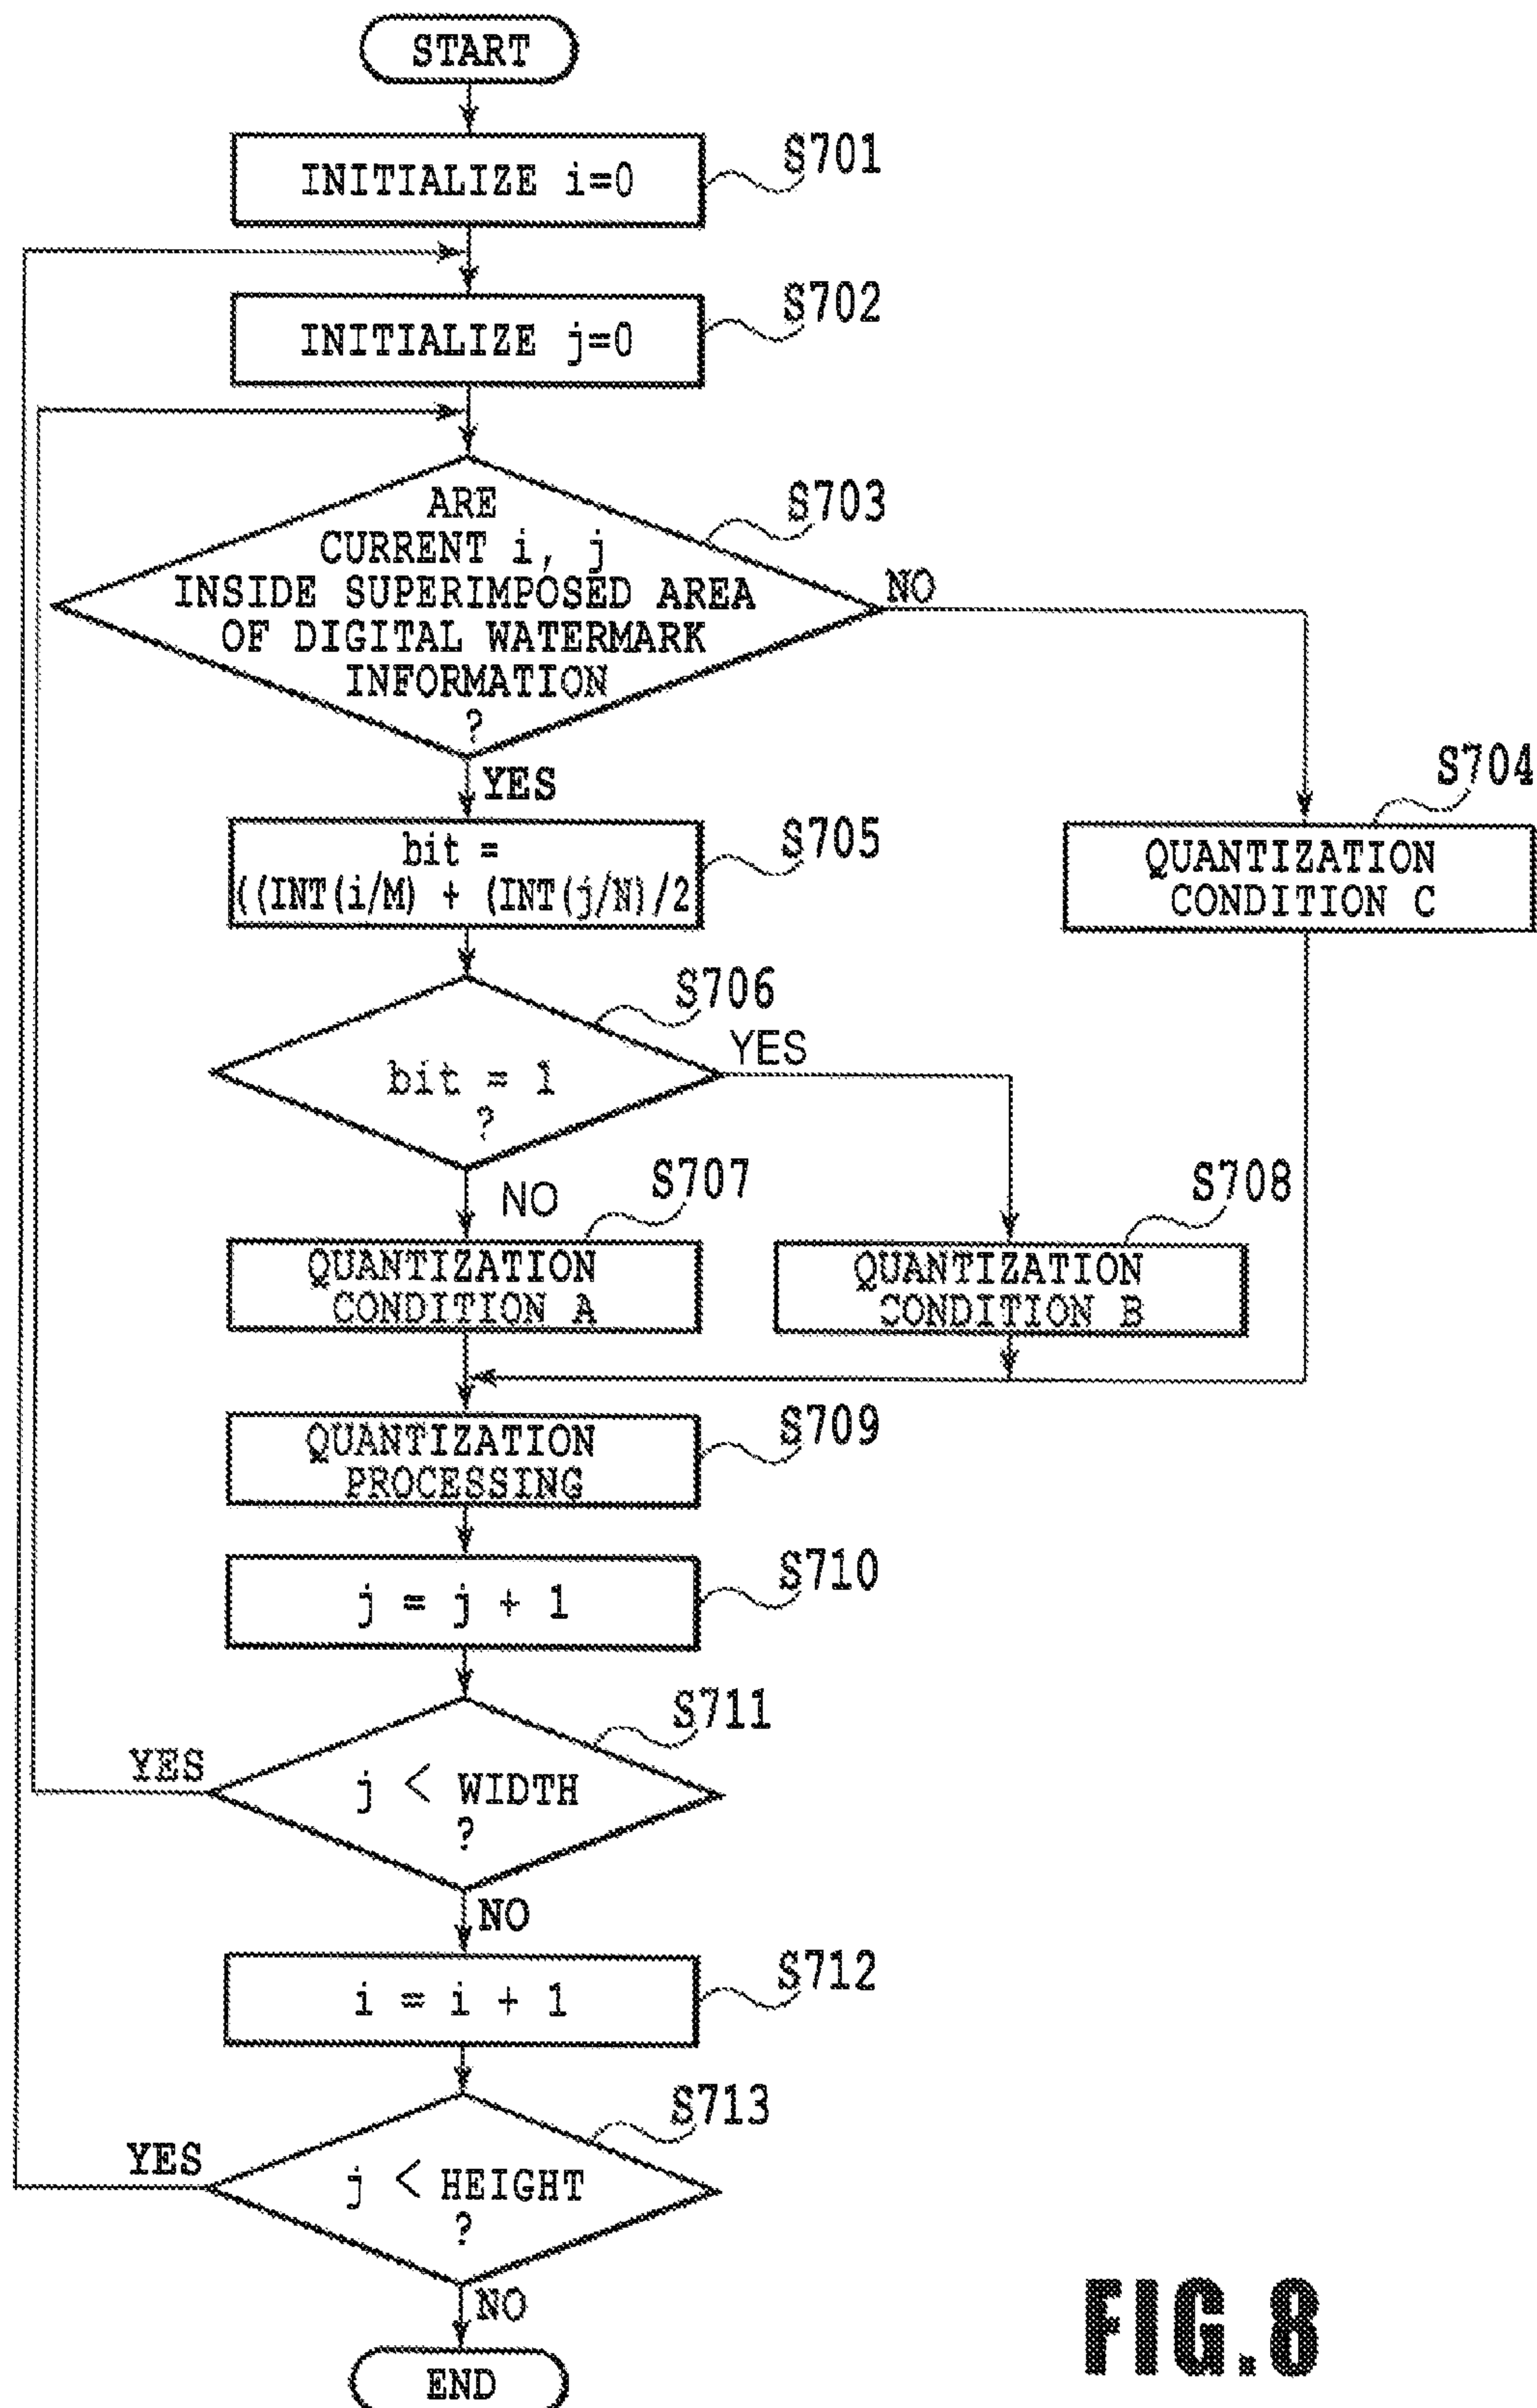 START
INITIALIZE i=0
S701
INITIALIZE j=0
S702
ARE
CURRENT i, j
INSIDE SUPERIMPOSED AREA
OF DIGITAL WATERMARK
INFORMATION
?
S703
NO
YES
S704
QUANTIZATION
CONDITION C
bit =
((INT(i/M) + (INT(j/N)/2
S705
bit = 1
?
S706
YES
NO
S707
QUANTIZATION
CONDITION A
S708
QUANTIZATION
CONDITION B
QUANTIZATION
PROCESSING
S709
j = j + 1
S710
j < WIDTH
?
S711
YES
NO
i = i + 1
S712
j < HEIGHT
?
S713
YES
NO
END
FIG.8